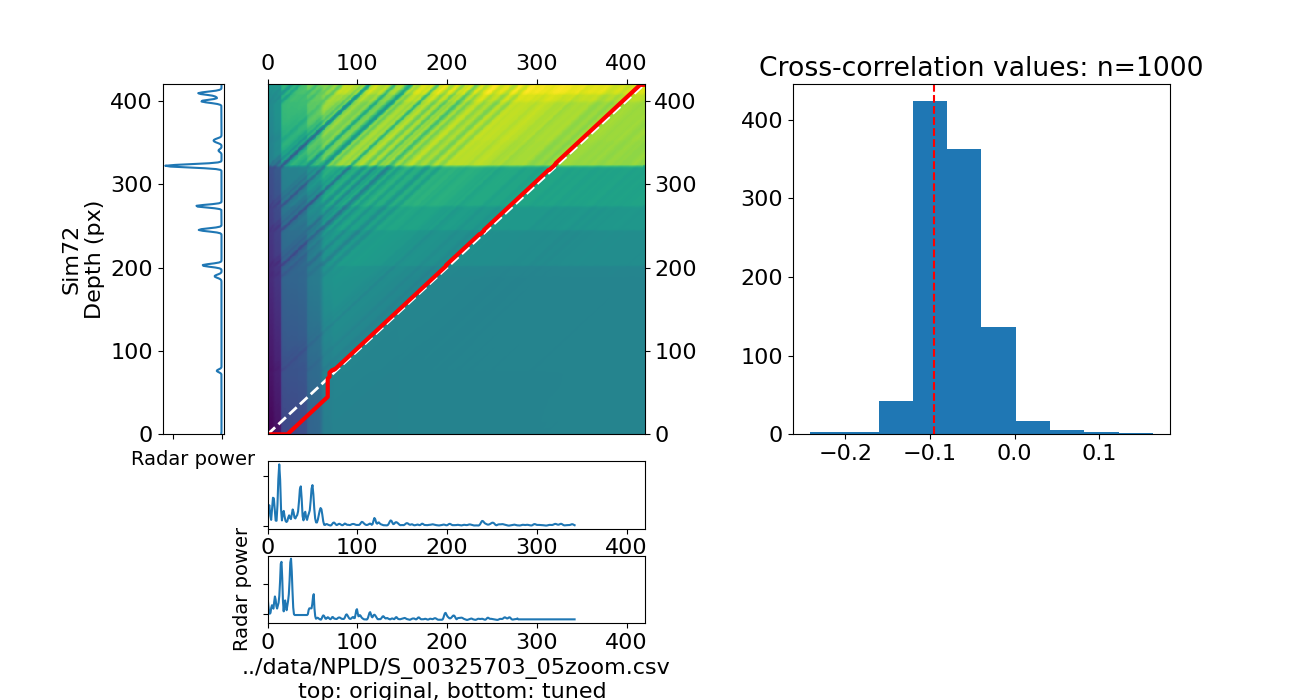 Cross-correlation values: n=1000
0 100 200 300 400
400
300
200
100
0
Sim72
Depth (px)
400
300
200
100
0
400
300
200
100
0
−0.2 −0.1 0.0 0.1
Radar power
0 100 200 300 400
Radar power
0 100 200 300 400
../data/NPLD/S_00325703_05zoom.csv
top: original, bottom: tuned